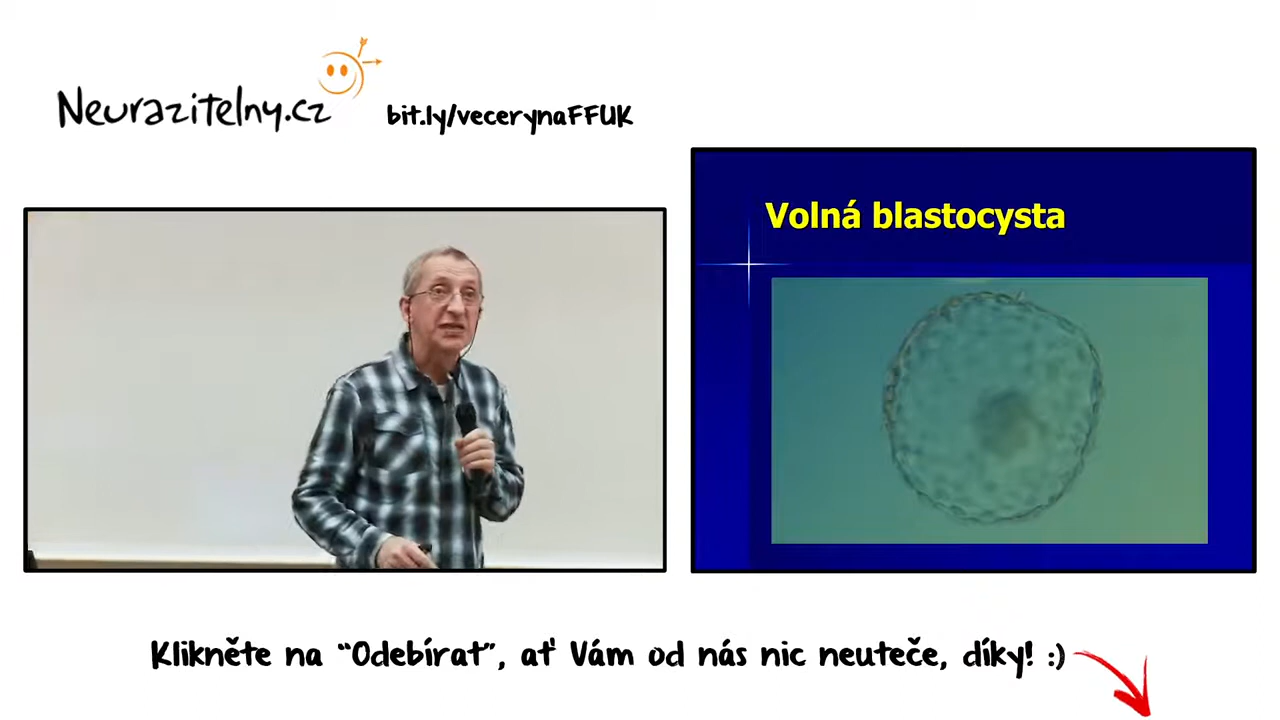 Neurazitelny.cz
bit.ly/vecerynaFFUK
Volná blastocysta
Klikněte na “Odebírat”, ať Vám od nás nic neuteče, díky! :)